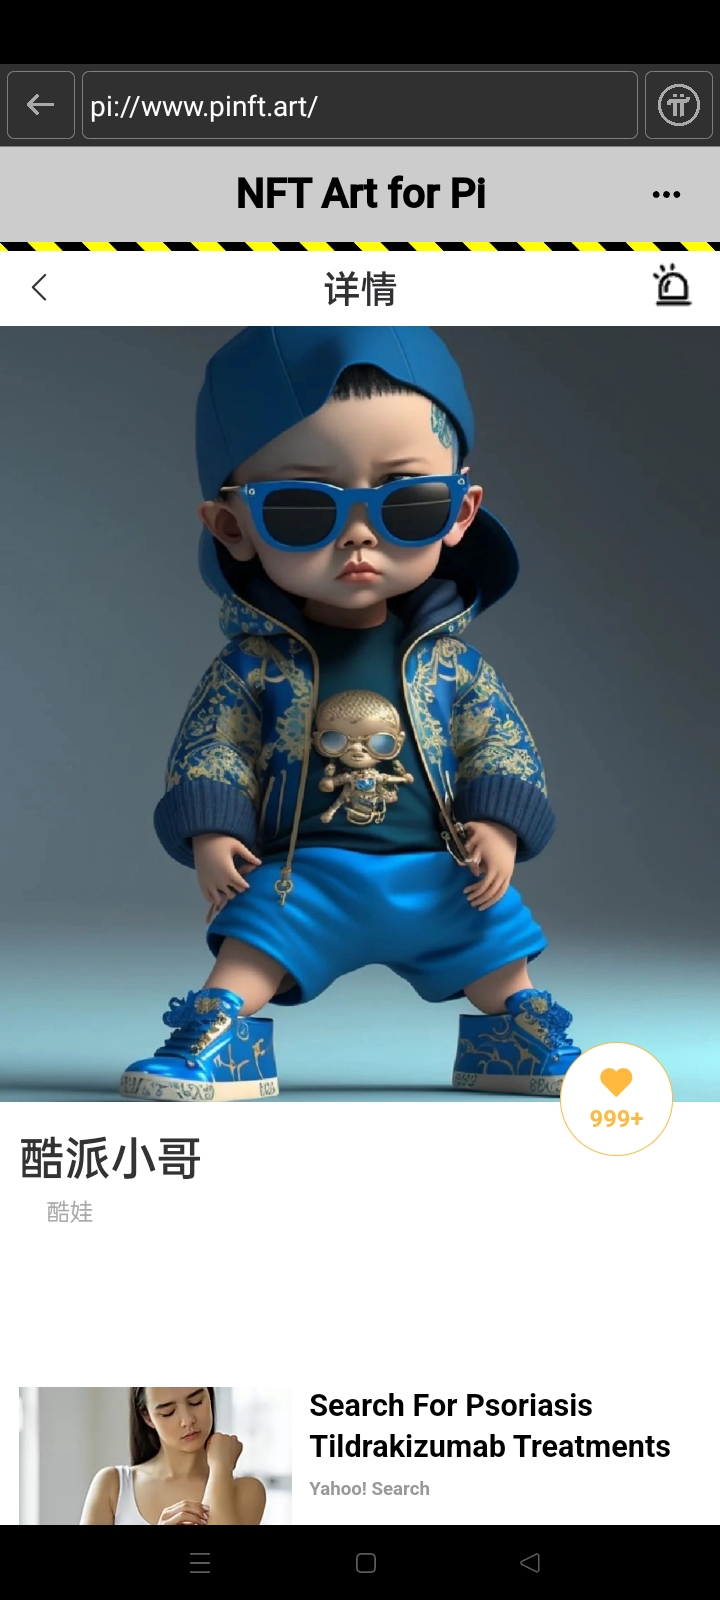 pi://www.pinft.art/
NFT Art for Pi
详情
999+
酷派小哥
酷娃
Search For Psoriasis
Tildrakizumab Treatments
Yahoo! Search